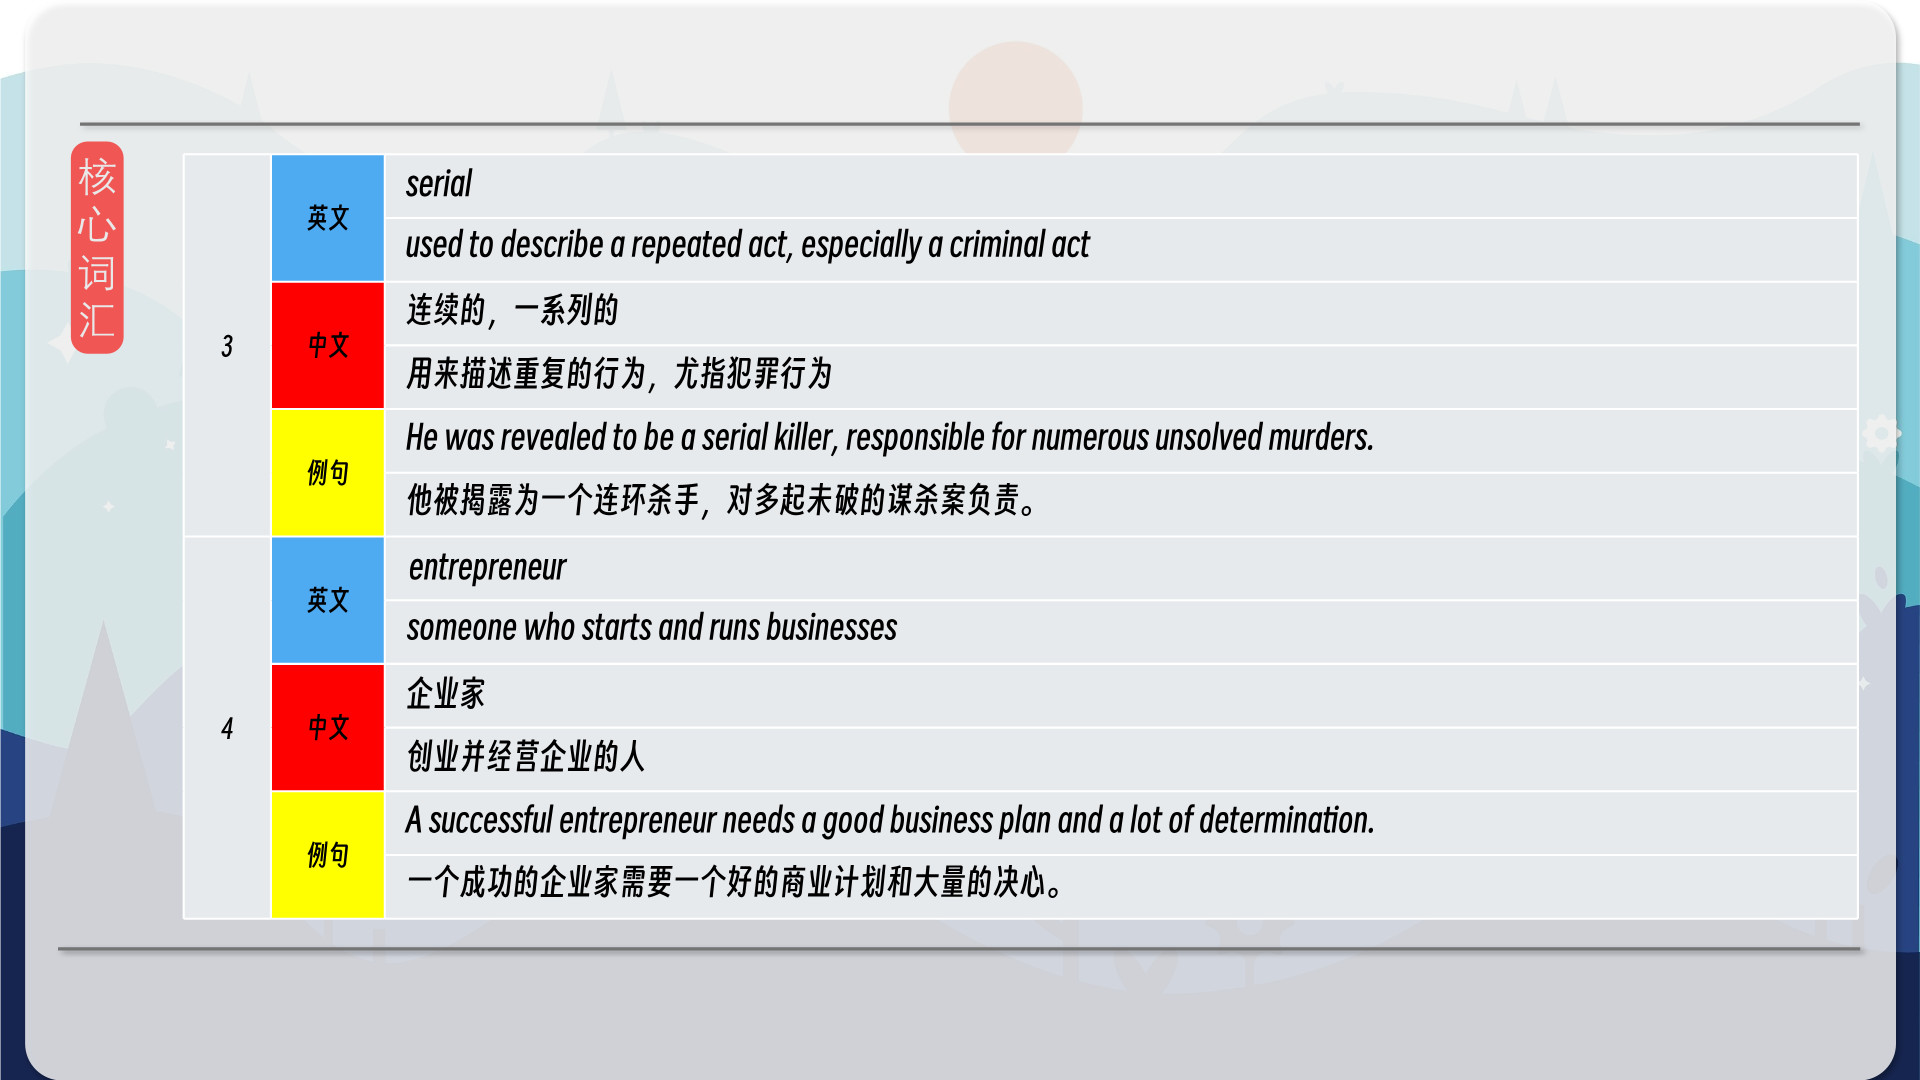 核心词汇
3
英文
serial
used to describe a repeated act, especially a criminal act
中文
连续的，一系列的
用来描述重复的行为，尤指犯罪行为
例句
He was revealed to be a serial killer, responsible for numerous unsolved murders.
他被揭露为一个连环杀手，对多起未破的谋杀案负责。
4
英文
entrepreneur
someone who starts and runs businesses
中文
企业家
创业并经营企业的人
例句
A successful entrepreneur needs a good business plan and a lot of determination.
一个成功的企业家需要一个好的商业计划和大量的决心。